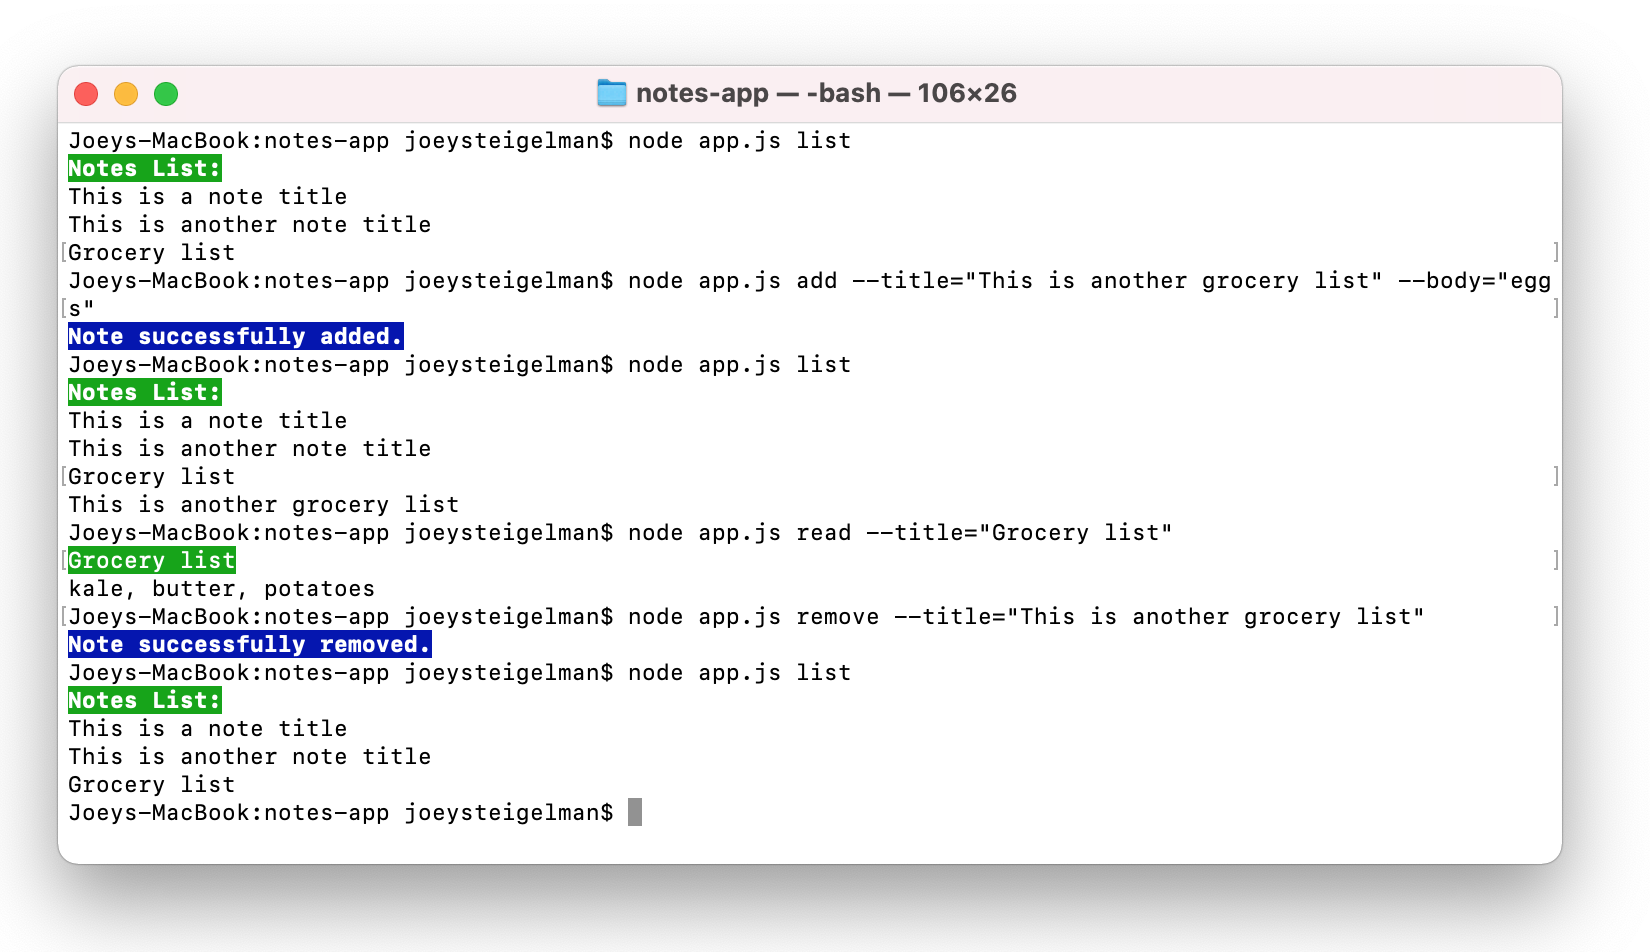 notes-app — -bash — 106×26
Joeys-MacBook:notes-app joeysteigelman$ node app.js list
Notes List:
This is a note title
This is another note title
[Grocery list ]
Joeys-MacBook:notes-app joeysteigelman$ node app.js add --title="This is another grocery list" --body="egg
[s" ]
Note successfully added.
Joeys-MacBook:notes-app joeysteigelman$ node app.js list
Notes List:
This is a note title
This is another note title
[Grocery list ]
This is another grocery list
Joeys-MacBook:notes-app joeysteigelman$ node app.js read --title="Grocery list"
[Grocery list ]
kale, butter, potatoes
[Joeys-MacBook:notes-app joeysteigelman$ node app.js remove --title="This is another grocery list" ]
Note successfully removed.
Joeys-MacBook:notes-app joeysteigelman$ node app.js list
Notes List:
This is a note title
This is another note title
Grocery list
Joeys-MacBook:notes-app joeysteigelman$